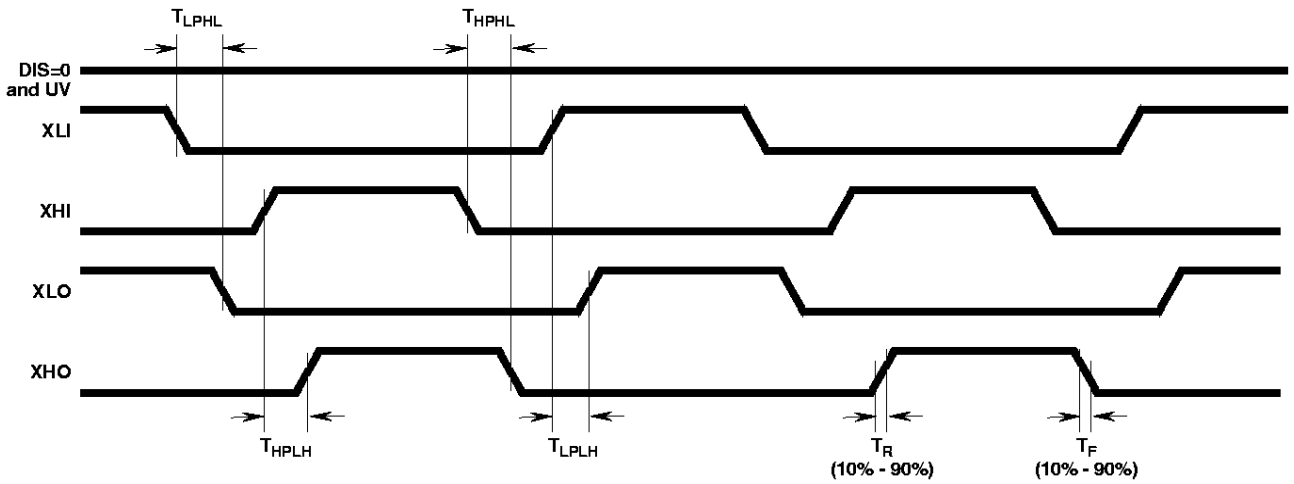 TLPHL
THPHL
DIS=0
and UV
XLI
XHI
XLO
XHO
THPLH
TLPLH
TR
(10% - 90%)
TF
(10% - 90%)